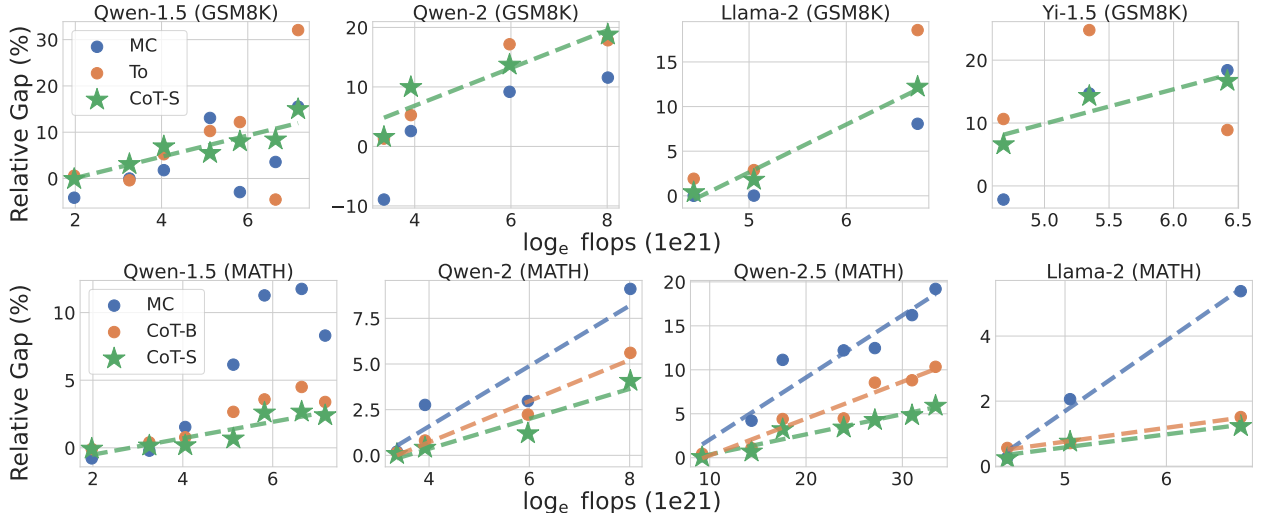 Qwen-1.5 (GSM8K)
Qwen-2 (GSM8K)
Llama-2 (GSM8K)
Yi-1.5 (GSM8K)
Relative Gap (%)
30
20
10
0
MC
To
CoT-S
2
4
6
20
10
0
−10
4
6
8
15
10
5
0
5
6
20
10
0
5.0
5.5
6.0
6.5
logₑ flops (1e21)
Qwen-1.5 (MATH)
Qwen-2 (MATH)
Qwen-2.5 (MATH)
Llama-2 (MATH)
Relative Gap (%)
10
5
0
MC
CoT-B
CoT-S
2
4
6
7.5
5.0
2.5
0.0
4
6
8
20
15
10
5
0
10
20
30
4
2
0
5
6
logₑ flops (1e21)